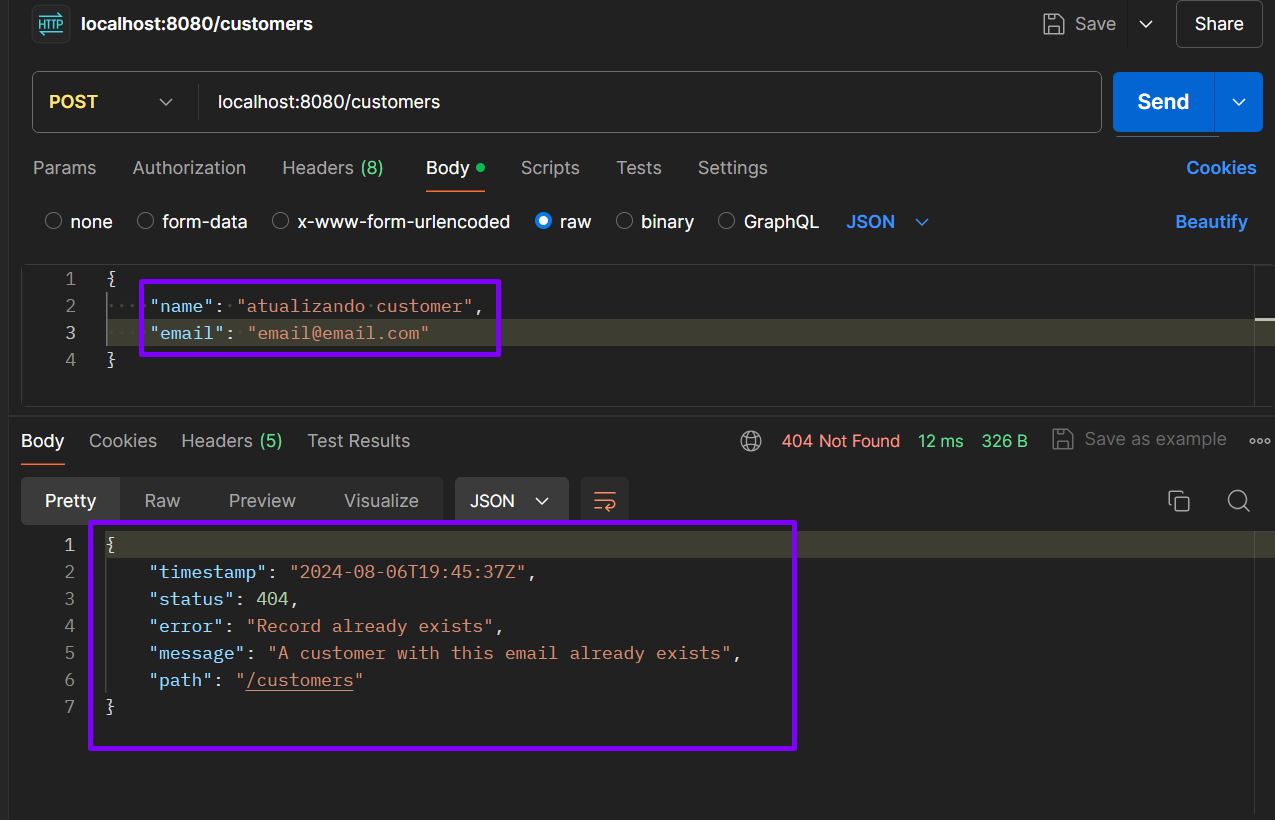 HTTP localhost:8080/customers Save Share
POST localhost:8080/customers Send
Params Authorization Headers (8) Body Scripts Tests Settings Cookies
none form-data x-www-form-urlencoded raw binary GraphQL JSON Beautify
1 {
2 "name": "atualizando customer",
3 "email": "email@email.com"
4 }
Body Cookies Headers (5) Test Results 404 Not Found 12 ms 326 B Save as example
Pretty Raw Preview Visualize JSON
1 {
2 "timestamp": "2024-08-06T19:45:37Z",
3 "status": 404,
4 "error": "Record already exists",
5 "message": "A customer with this email already exists",
6 "path": "/customers"
7 }